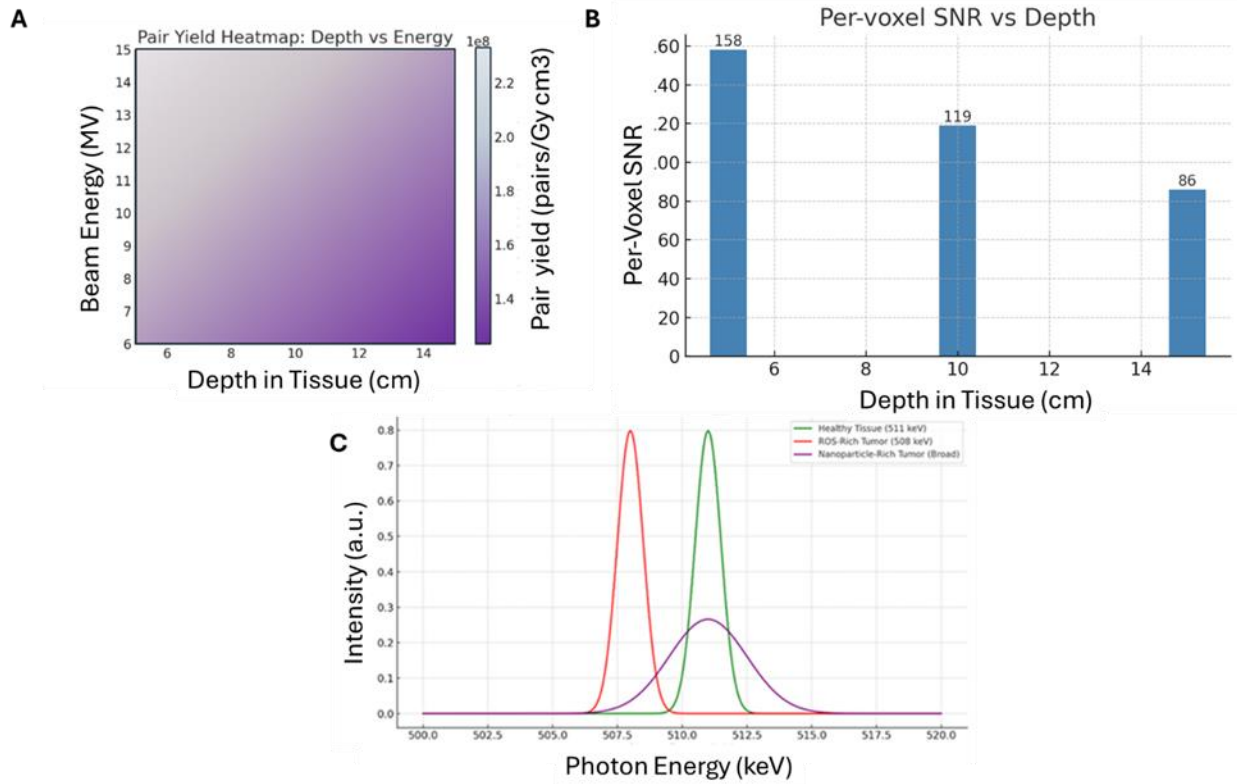 A
Pair Yield Heatmap: Depth vs Energy
1e8
15
14
13
12
11
10
9
8
7
6
Beam Energy (MV)
6 8 10 12 14
Depth in Tissue (cm)
2.2
2.0
1.8
1.6
1.4
Pair yield (pairs/Gy cm3)
B
Per-voxel SNR vs Depth
.60
.40
.20
.00
80
60
40
20
0
Per-Voxel SNR
158
119
86
6 8 10 12 14
Depth in Tissue (cm)
C
Healthy Tissue (511 keV)
ROS-Rich Tumor (508 keV)
Nanoparticle-Rich Tumor (Broad)
0.8
0.7
0.6
0.5
0.4
0.3
0.2
0.1
0.0
Intensity (a.u.)
500.0 502.5 505.0 507.5 510.0 512.5 515.0 517.5 520.0
Photon Energy (keV)